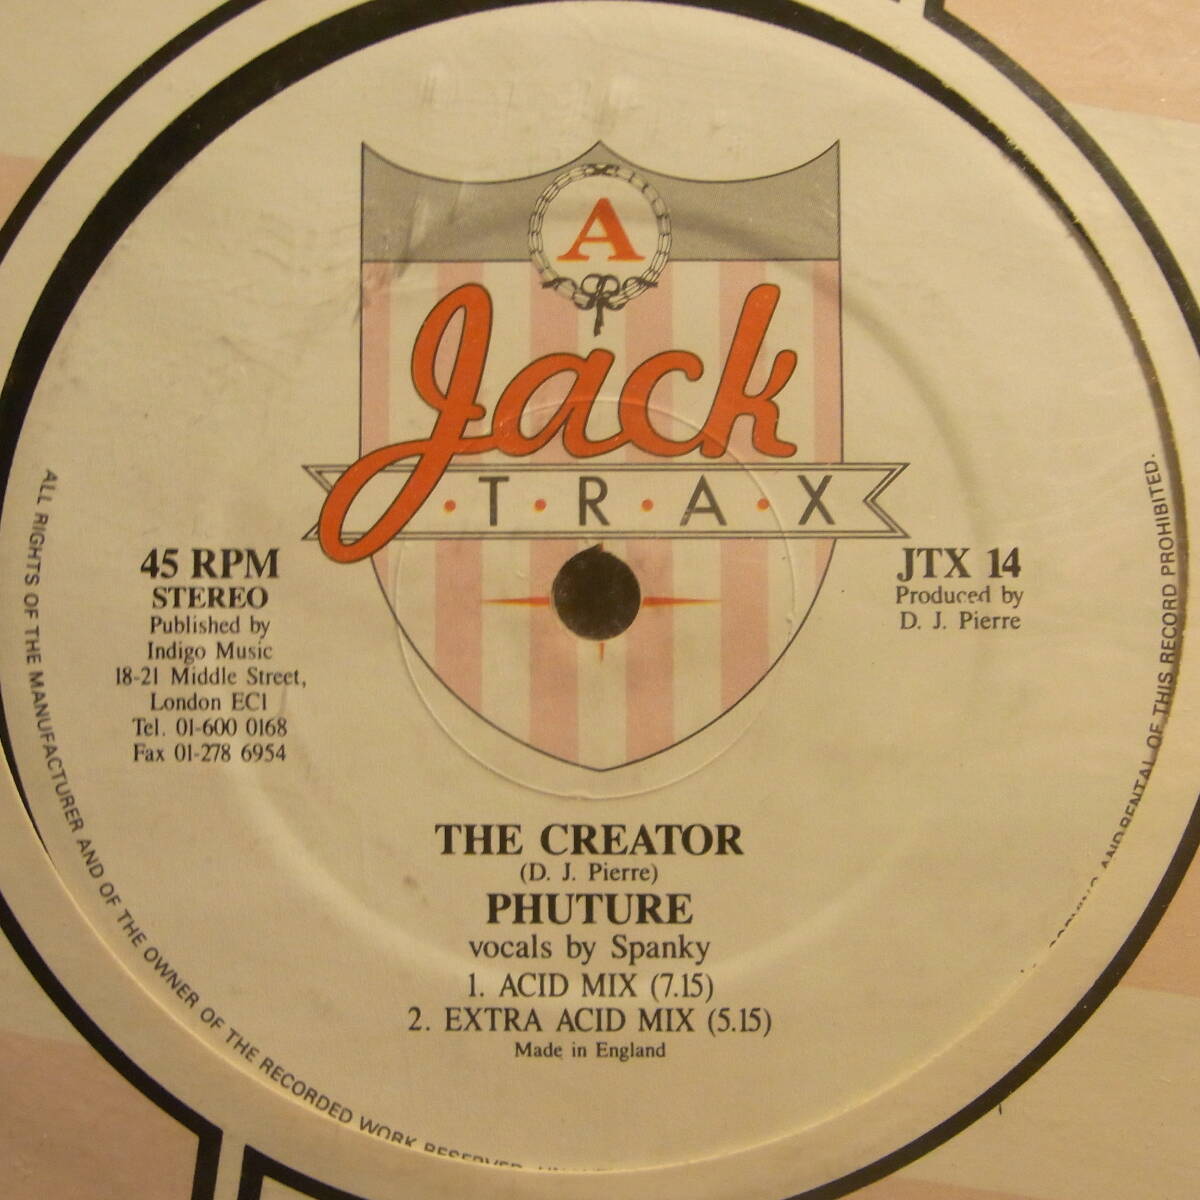 A
Jack
·T·R·A·X
45 RPM
STEREO
Published by
Indigo Music
18-21 Middle Street,
London EC1
Tel. 01-600 0168
Fax 01-278 6954
JTX 14
Produced by
D. J. Pierre
THE CREATOR
(D. J. Pierre)
PHUTURE
vocals by Spanky
1. ACID MIX (7.15)
2. EXTRA ACID MIX (5.15)
Made in England
ALL RIGHTS OF THE MANUFACTURER AND OF THE OWNER OF THE RECORDED WORK RESERVED.
AND RENTAL OF THIS RECORD PROHIBITED.